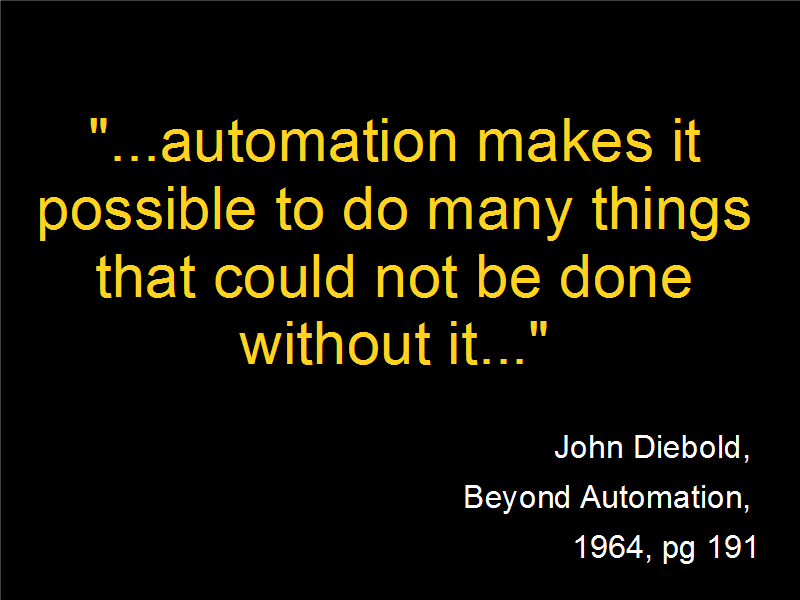 "...automation makes it
possible to do many things
that could not be done
without it..."
John Diebold,
Beyond Automation,
1964, pg 191